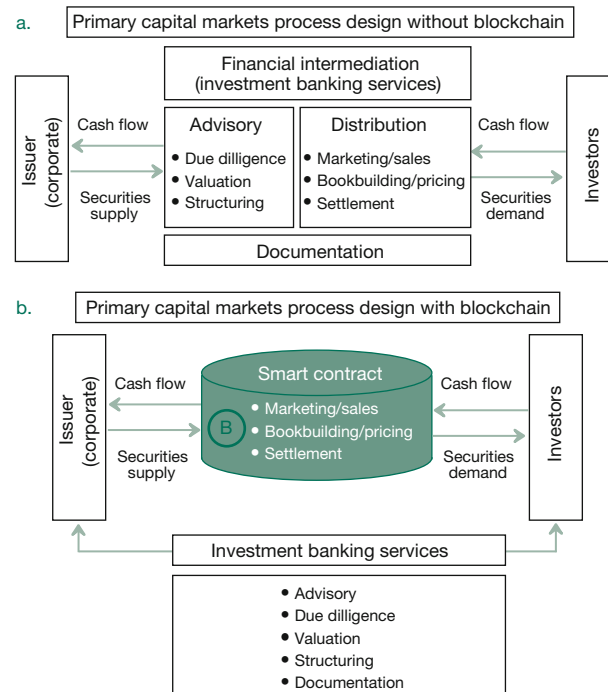 a.
Primary capital markets process design without blockchain
Financial intermediation
(investment banking services)
Issuer
(corporate)
Cash flow
Securities
supply
Advisory
• Due dilligence
• Valuation
• Structuring
Distribution
• Marketing/sales
• Bookbuilding/pricing
• Settlement
Cash flow
Securities
demand
Investors
Documentation
b.
Primary capital markets process design with blockchain
Issuer
(corporate)
Cash flow
Securities
supply
Smart contract
B
• Marketing/sales
• Bookbuilding/pricing
• Settlement
Cash flow
Securities
demand
Investors
Investment banking services
• Advisory
• Due dilligence
• Valuation
• Structuring
• Documentation